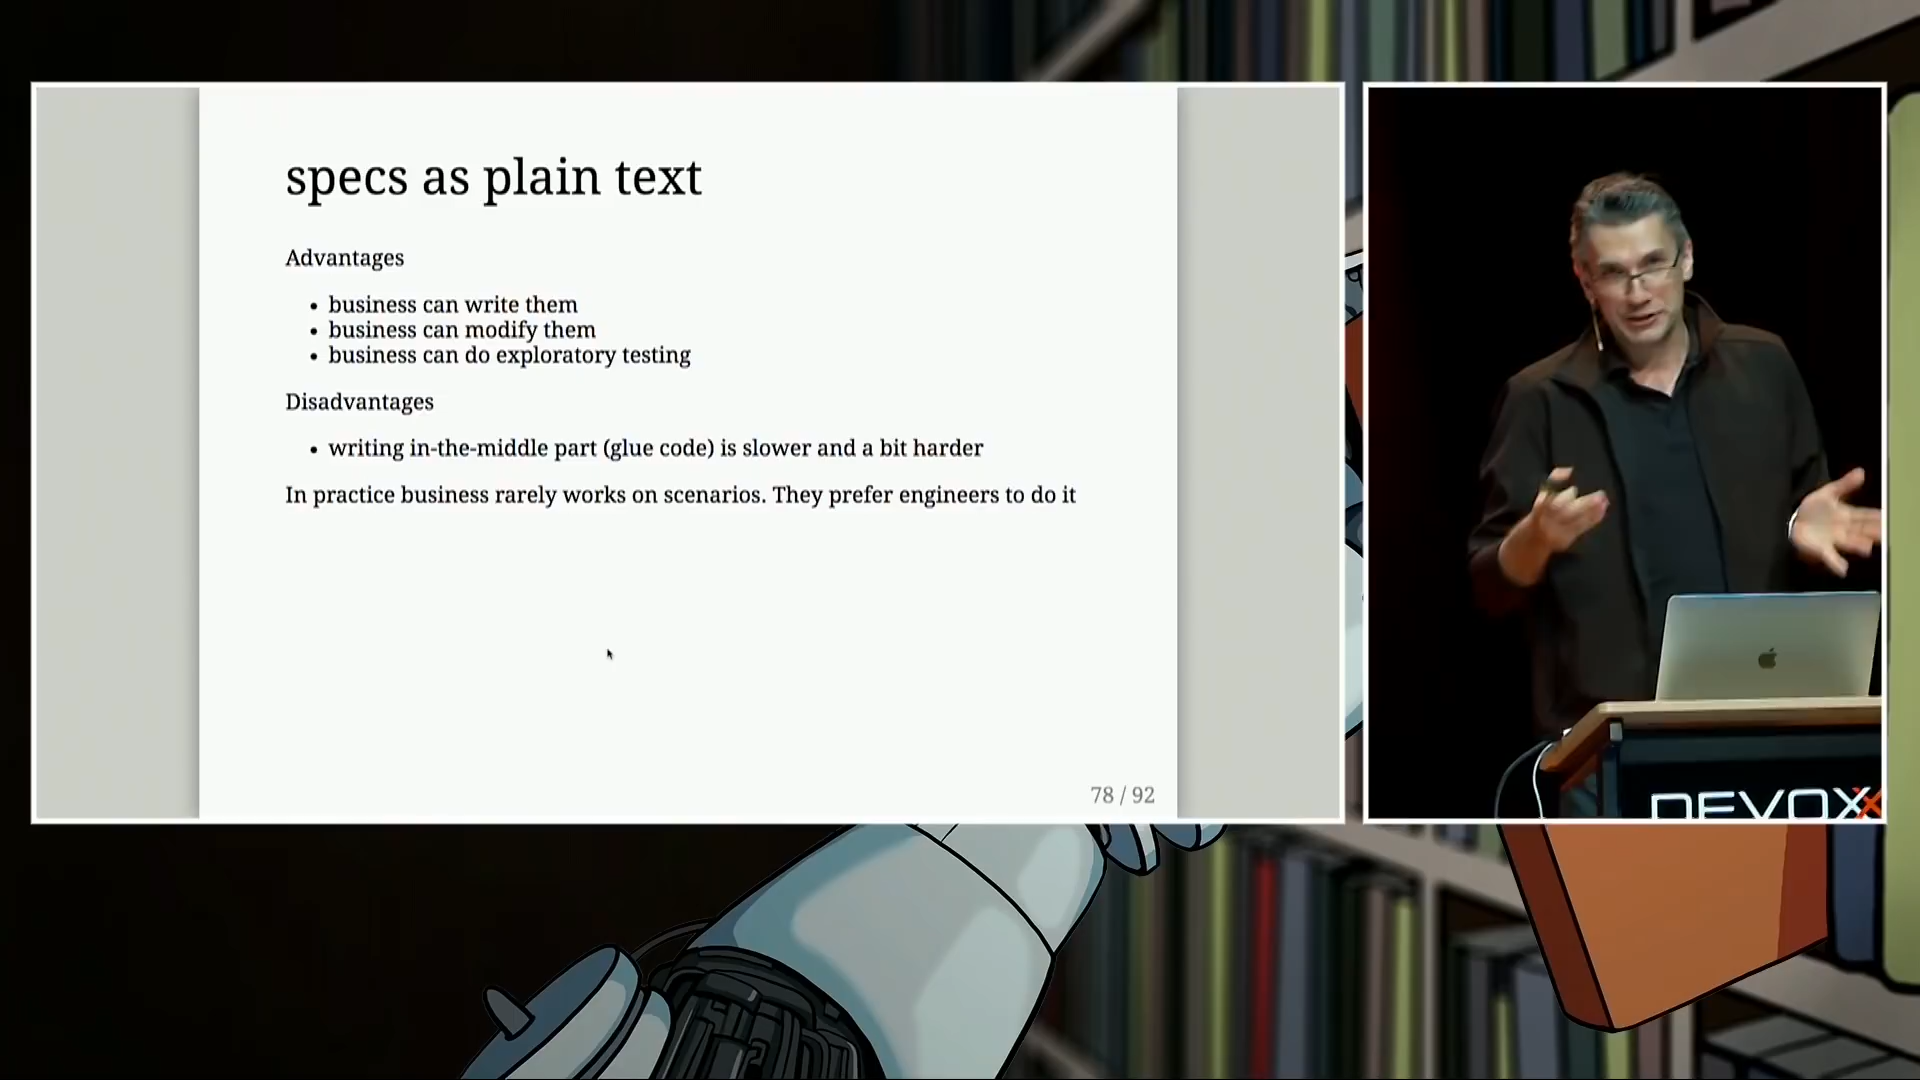 specs as plain text
Advantages
• business can write them
• business can modify them
• business can do exploratory testing
Disadvantages
• writing in-the-middle part (glue code) is slower and a bit harder
In practice business rarely works on scenarios. They prefer engineers to do it
78 / 92
DEVOXX